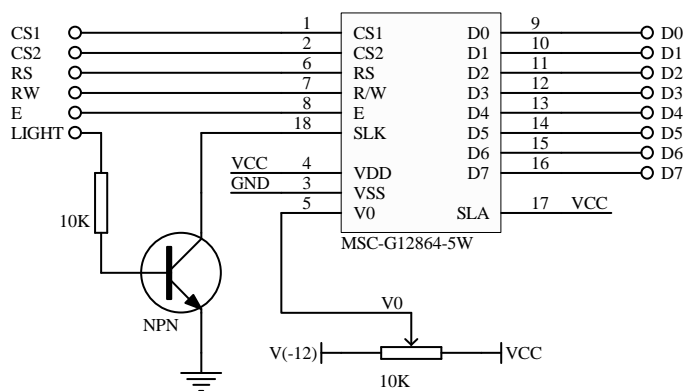 CS1 1 CS1 D0 9 D0
CS2 2 CS2 D1 10 D1
RS 6 RS D2 11 D2
RW 7 R/W D3 12 D3
E 8 E D4 13 D4
LIGHT 18 SLK D5 14 D5
D6 15 D6
VCC 4 VDD D7 16 D7
GND 3 VSS
5 V0 SLA 17 VCC
10K
MSC-G12864-5W
NPN
V0
V(-12) VCC
10K